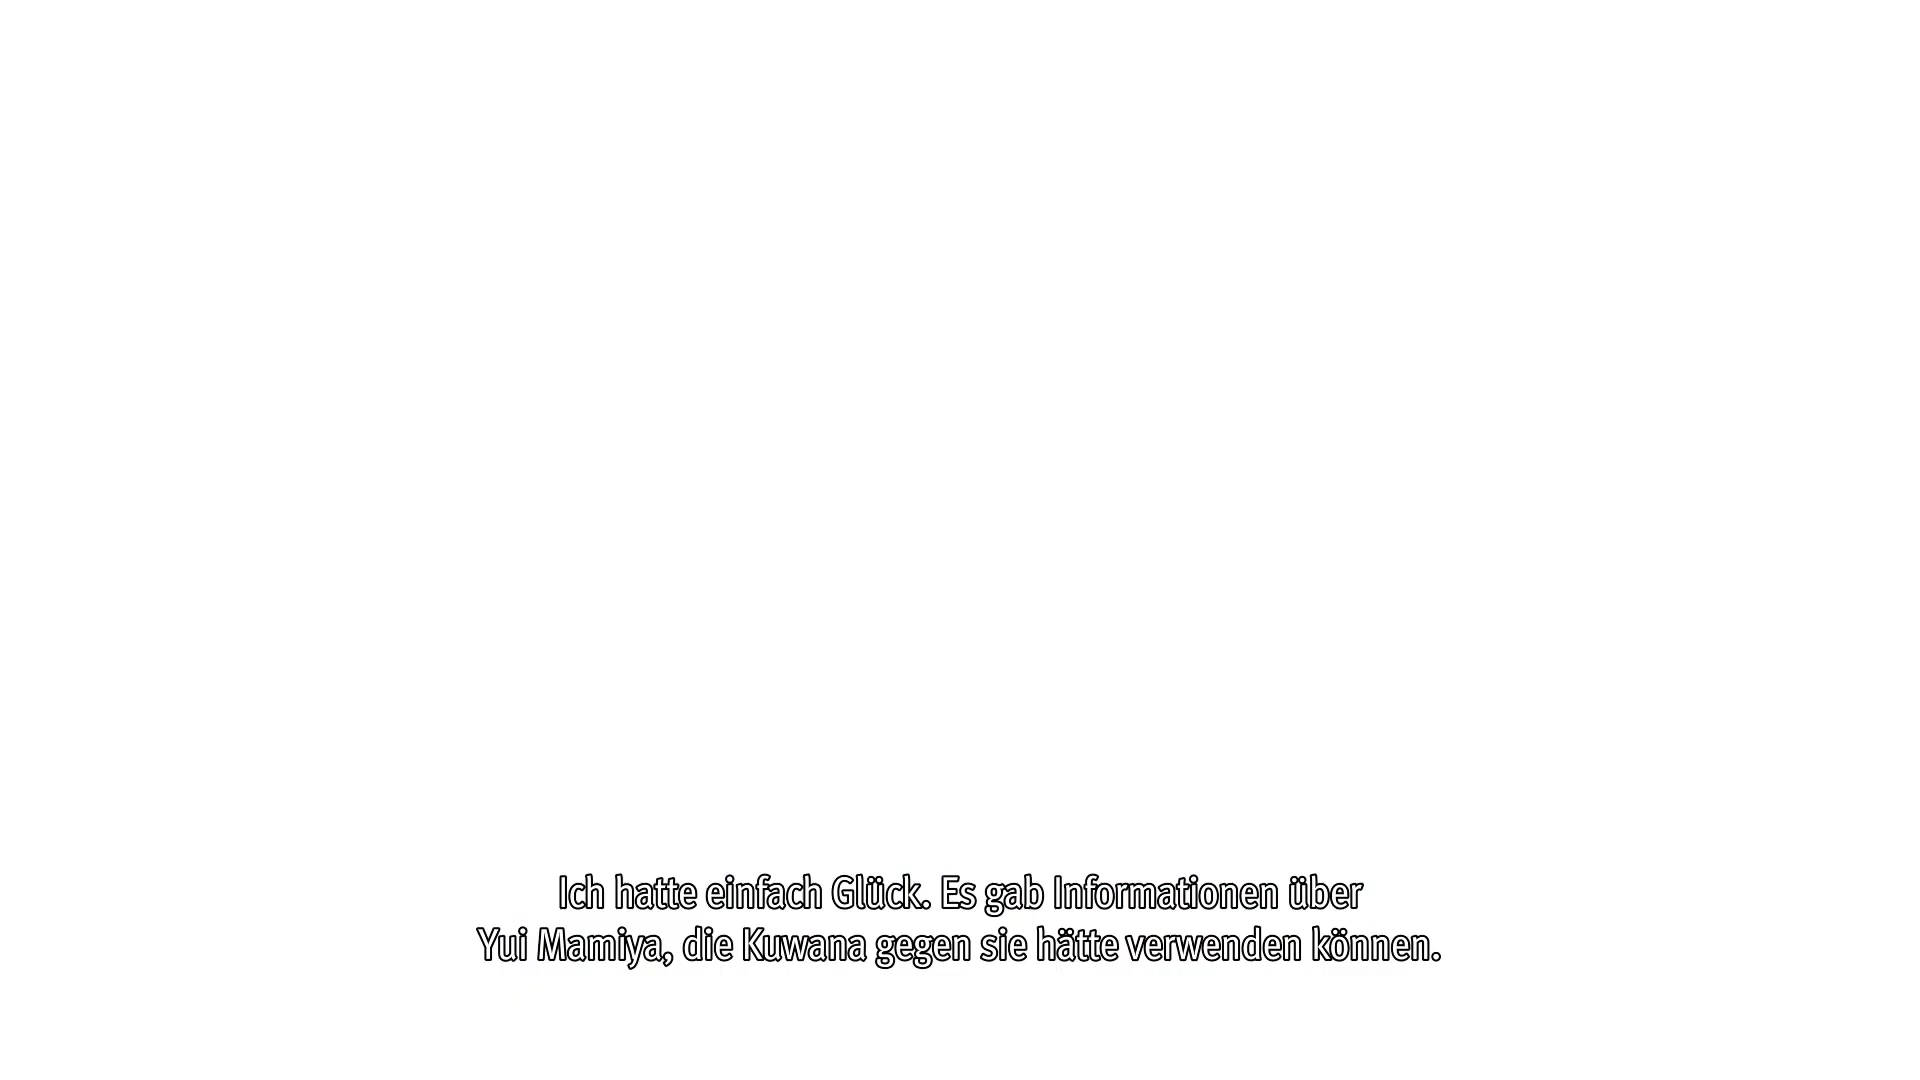 Ich hatte einfach Glück. Es gab Informationen über
Yui Mamiya, die Kuwana gegen sie hätte verwenden können.